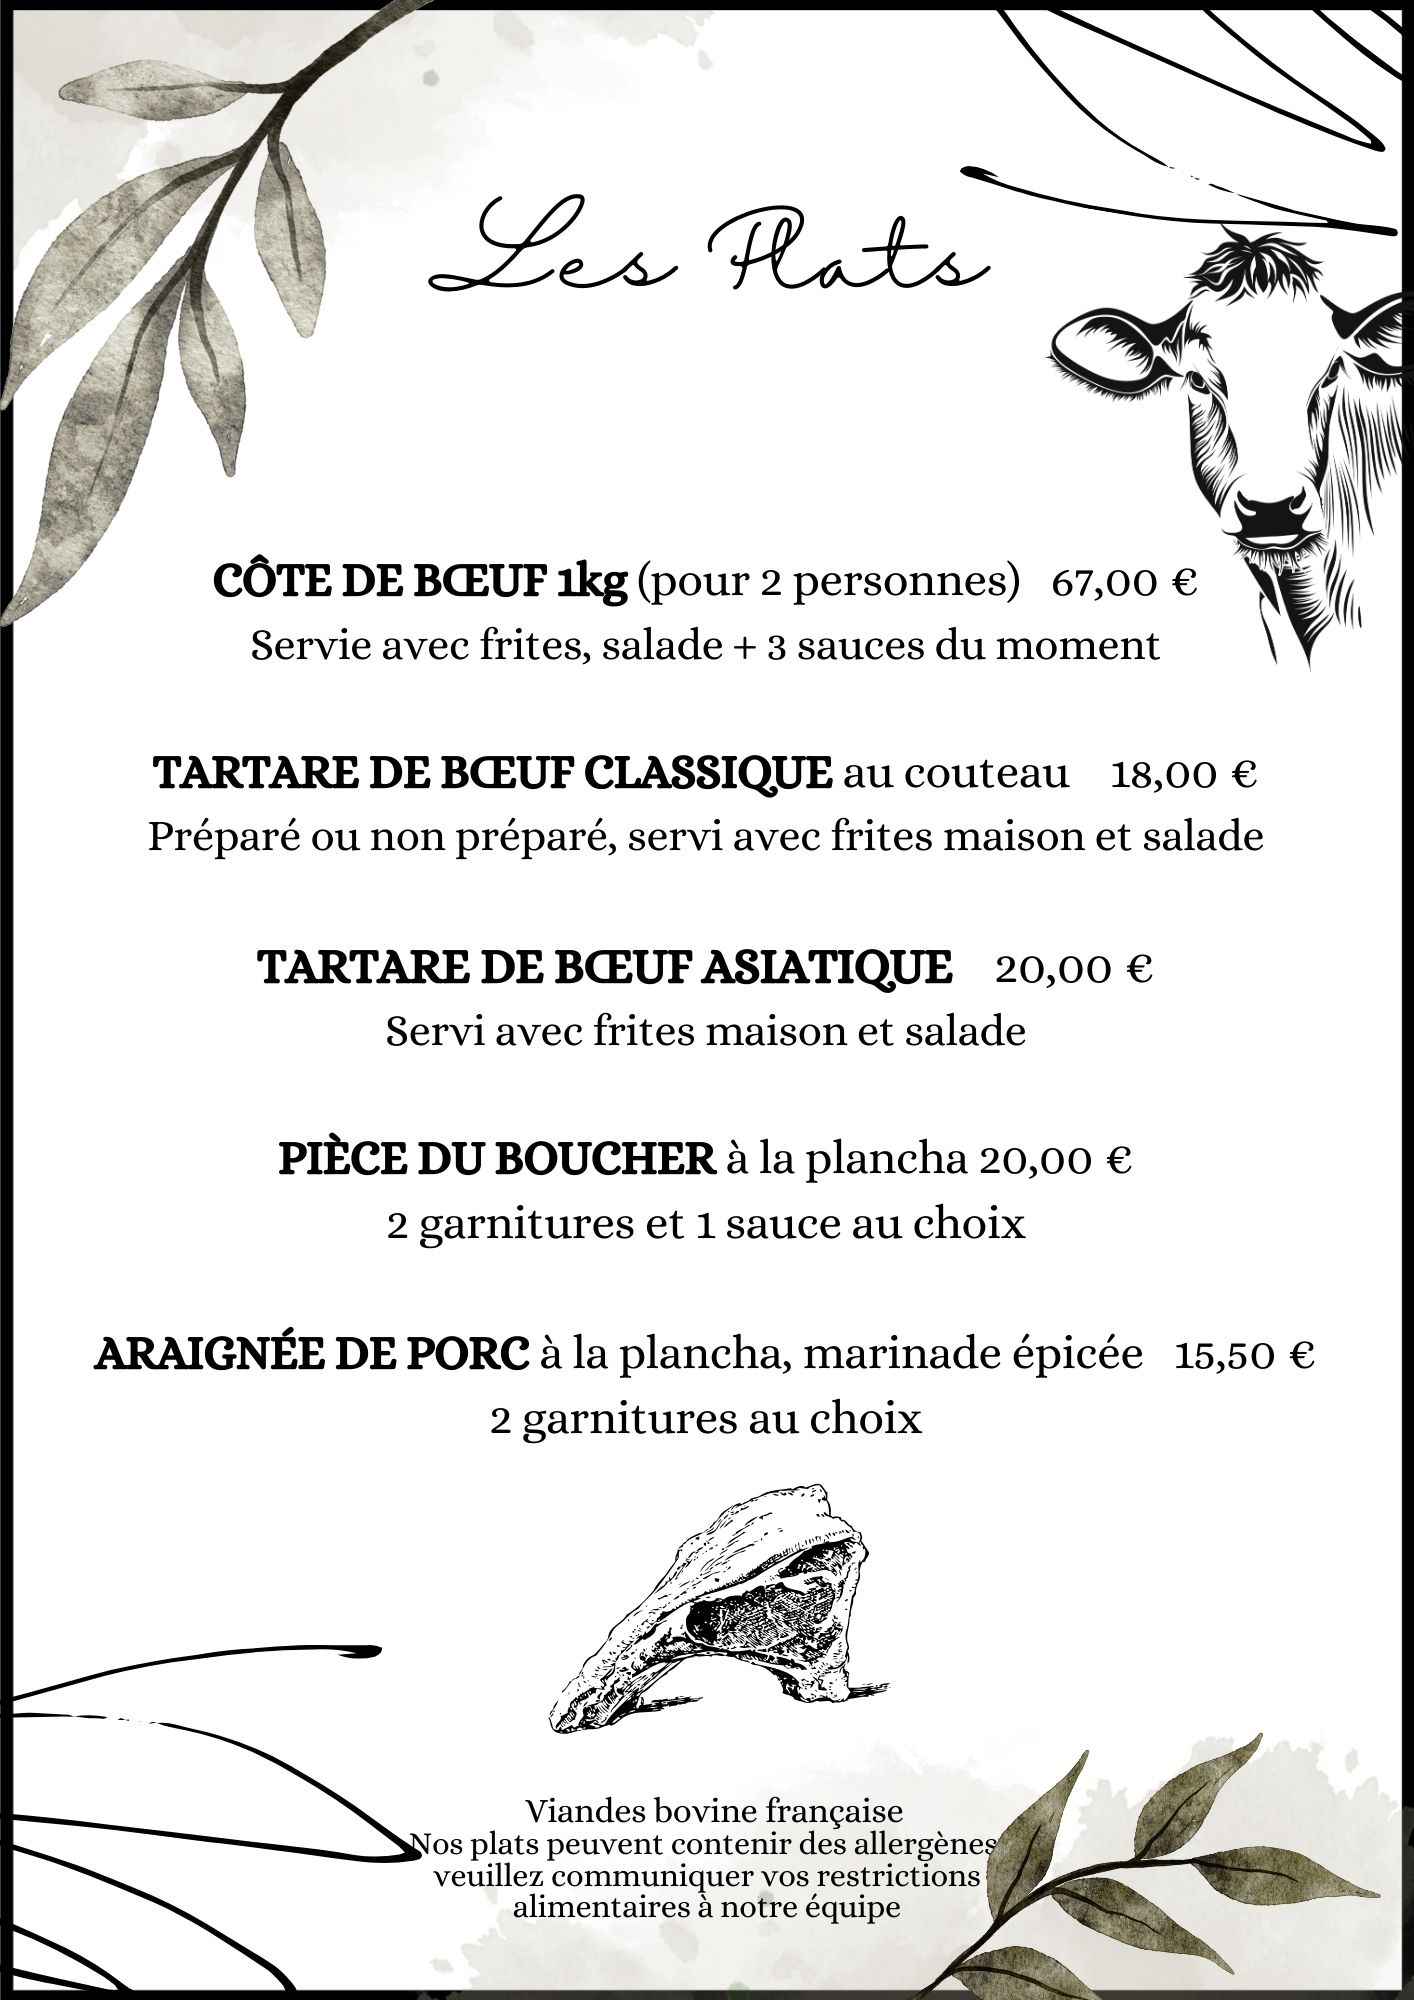 Les Plats
CÔTE DE BŒUF 1kg (pour 2 personnes) 67,00 €
Servie avec frites, salade + 3 sauces du moment
TARTARE DE BŒUF CLASSIQUE au couteau 18,00 €
Préparé ou non préparé, servi avec frites maison et salade
TARTARE DE BŒUF ASIATIQUE 20,00 €
Servi avec frites maison et salade
PIÈCE DU BOUCHER à la plancha 20,00 €
2 garnitures et 1 sauce au choix
ARAIGNÉE DE PORC à la plancha, marinade épicée 15,50 €
2 garnitures au choix
Viandes bovine française
Nos plats peuvent contenir des allergènes
veuillez communiquer vos restrictions
alimentaires à notre équipe